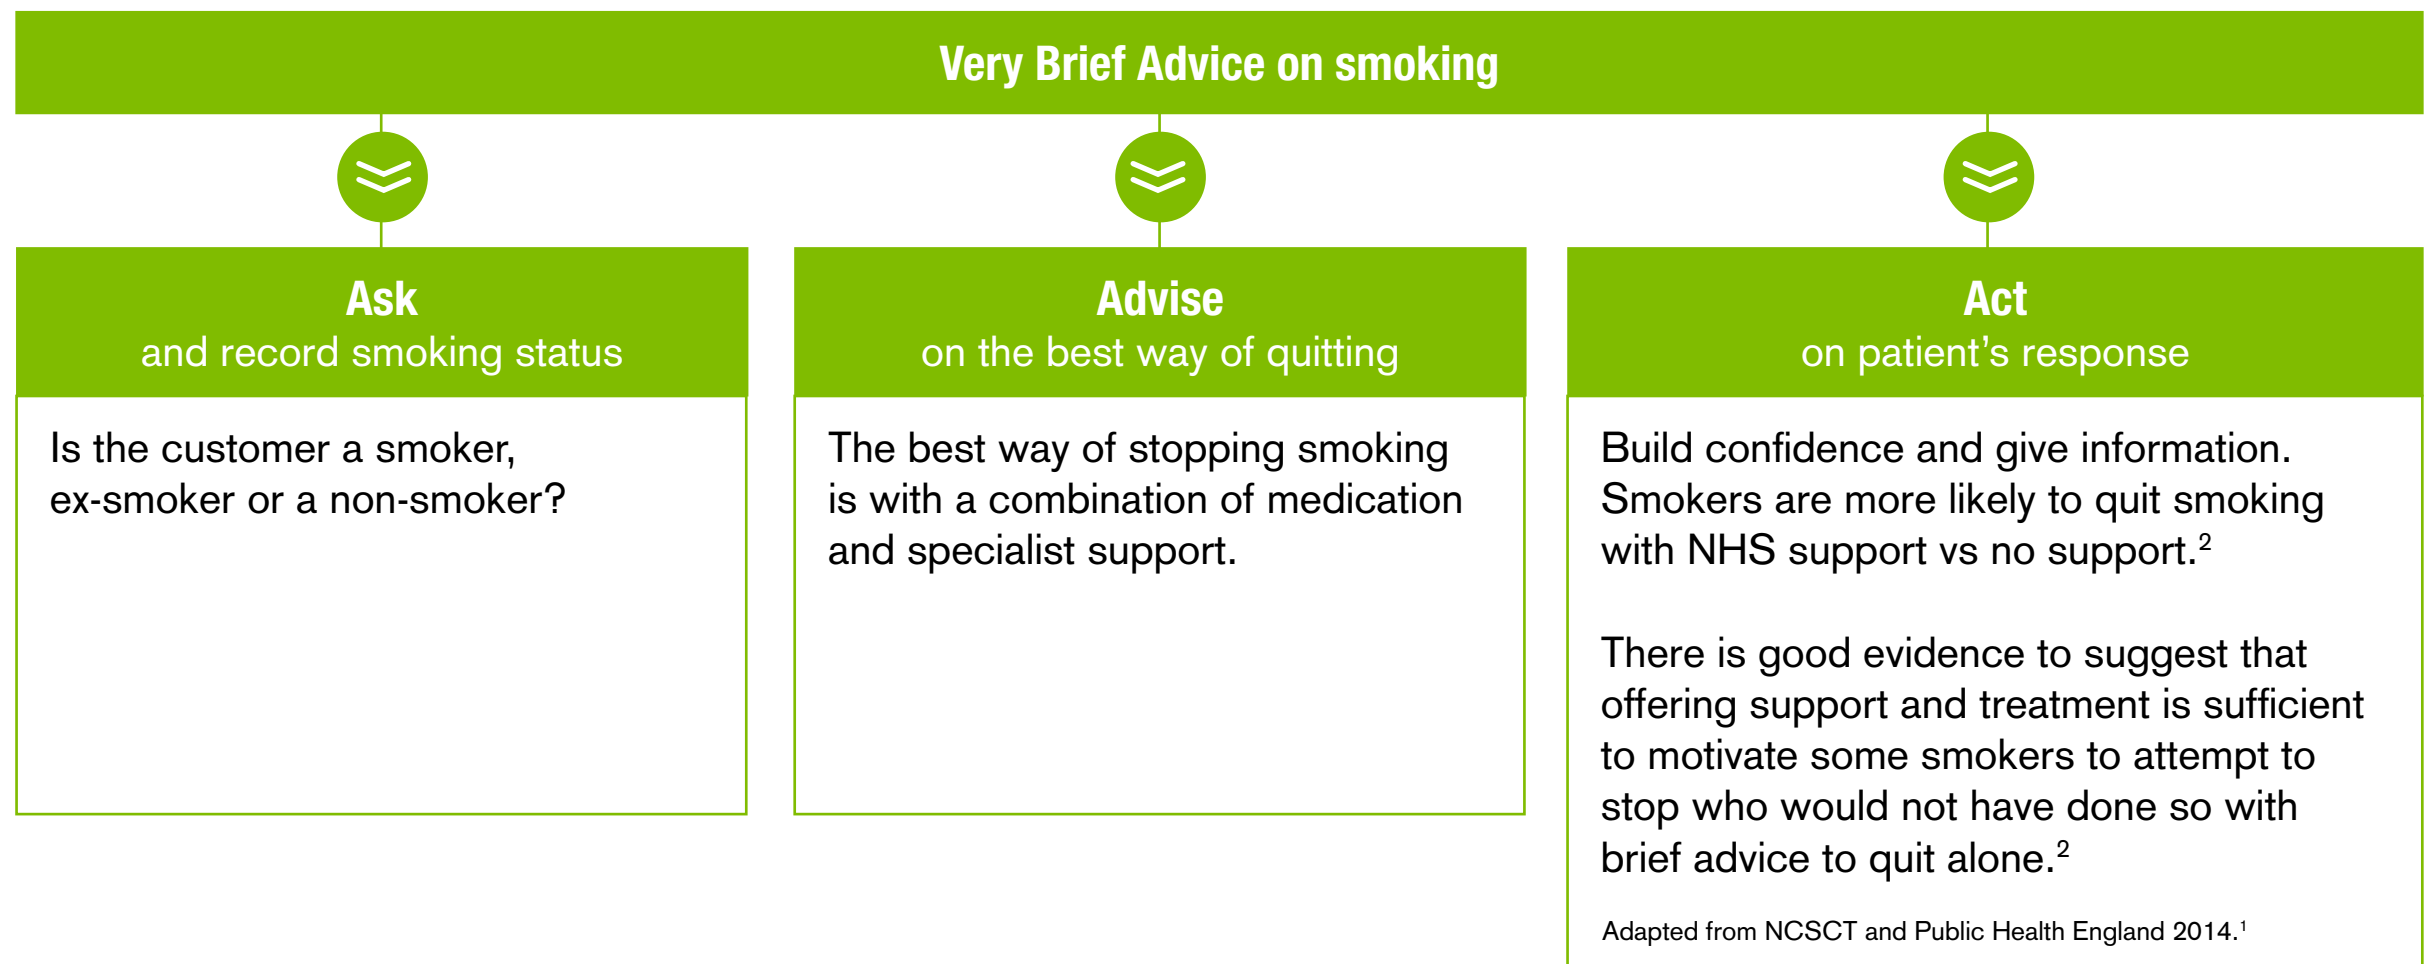 Very Brief Advice on smoking
Ask
and record smoking status
Is the customer a smoker,
ex-smoker or a non-smoker?
Advise
on the best way of quitting
The best way of stopping smoking
is with a combination of medication
and specialist support.
Act
on patient’s response
Build confidence and give information.
Smokers are more likely to quit smoking
with NHS support vs no support.²
There is good evidence to suggest that
offering support and treatment is sufficient
to motivate some smokers to attempt to
stop who would not have done so with
brief advice to quit alone.²
Adapted from NCSCT and Public Health England 2014.¹